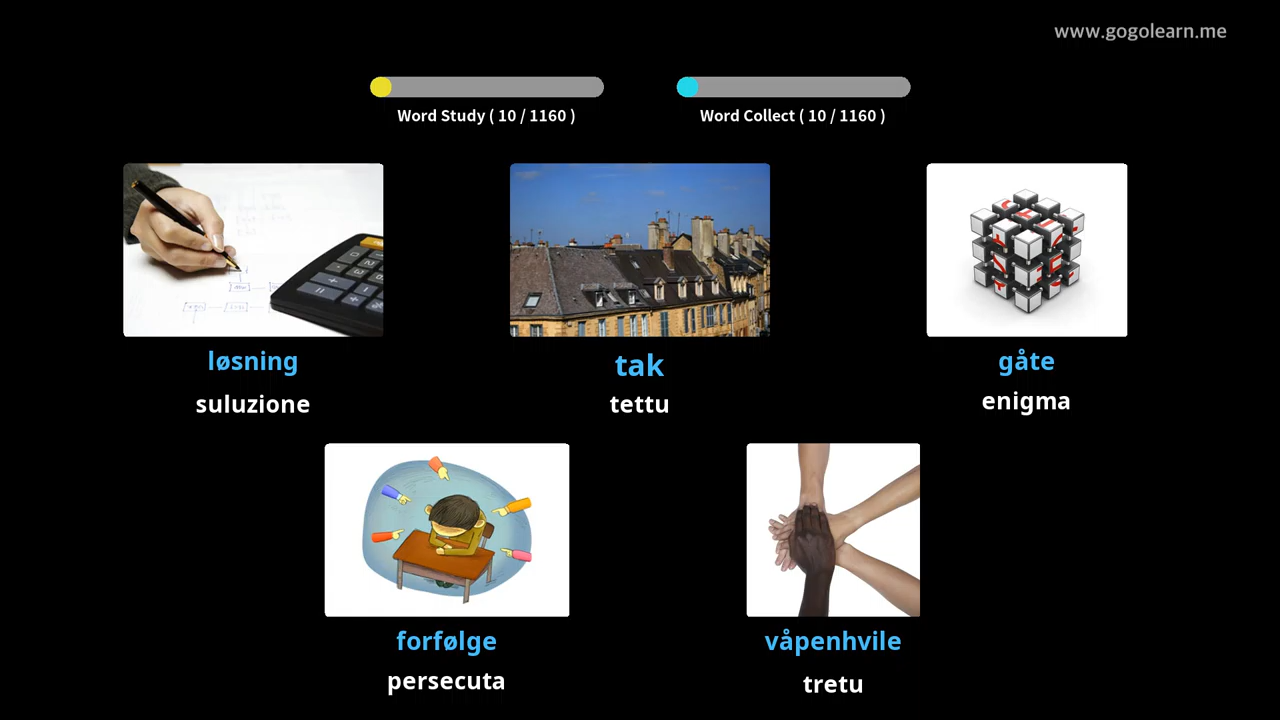 www.gogolearn.me
Word Study ( 10 / 1160 )
Word Collect ( 10 / 1160 )
løsning
tak
gåte
suluzione
tettu
enigma
forfølge
våpenhvile
persecuta
tretu